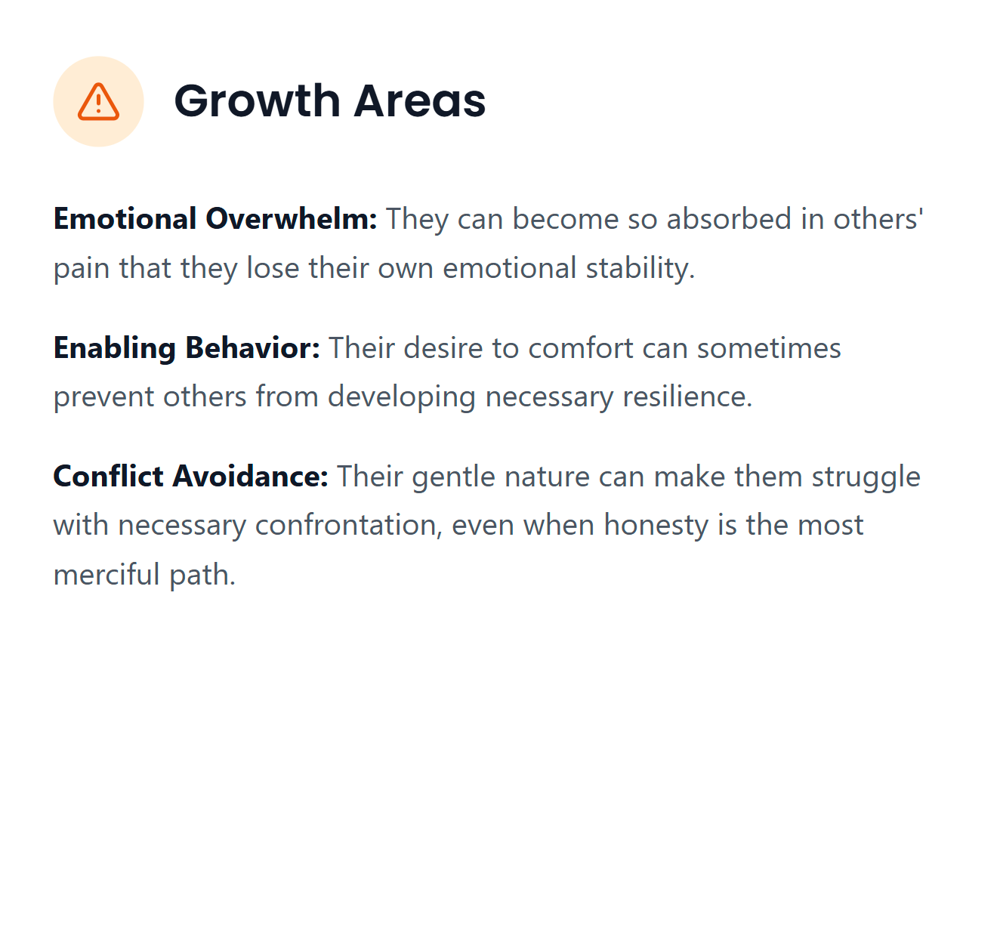 Growth Areas
Emotional Overwhelm: They can become so absorbed in others'
pain that they lose their own emotional stability.
Enabling Behavior: Their desire to comfort can sometimes
prevent others from developing necessary resilience.
Conflict Avoidance: Their gentle nature can make them struggle
with necessary confrontation, even when honesty is the most
merciful path.